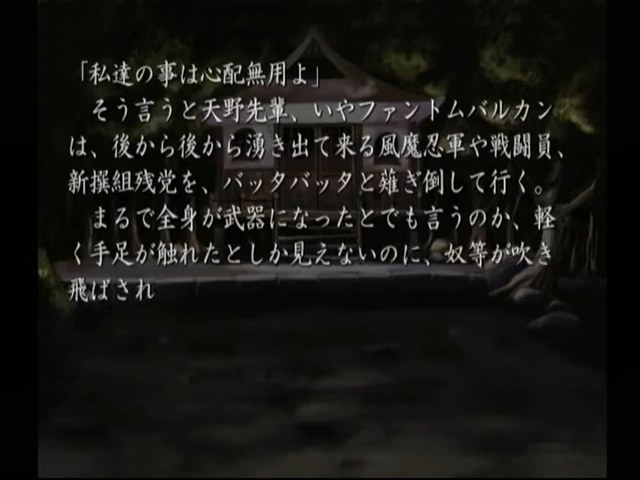 「私達の事は心配無用よ」
　そう言うと天野先輩、いやファントムバルカン
は、後から後から湧き出て来る風魔忍軍や戦闘員、
新撰組残党を、バッタバッタと薙ぎ倒して行く。
　まるで全身が武器になったとでも言うのか、軽
く手足が触れたとしか見えないのに、奴等が吹き
飛ばされ